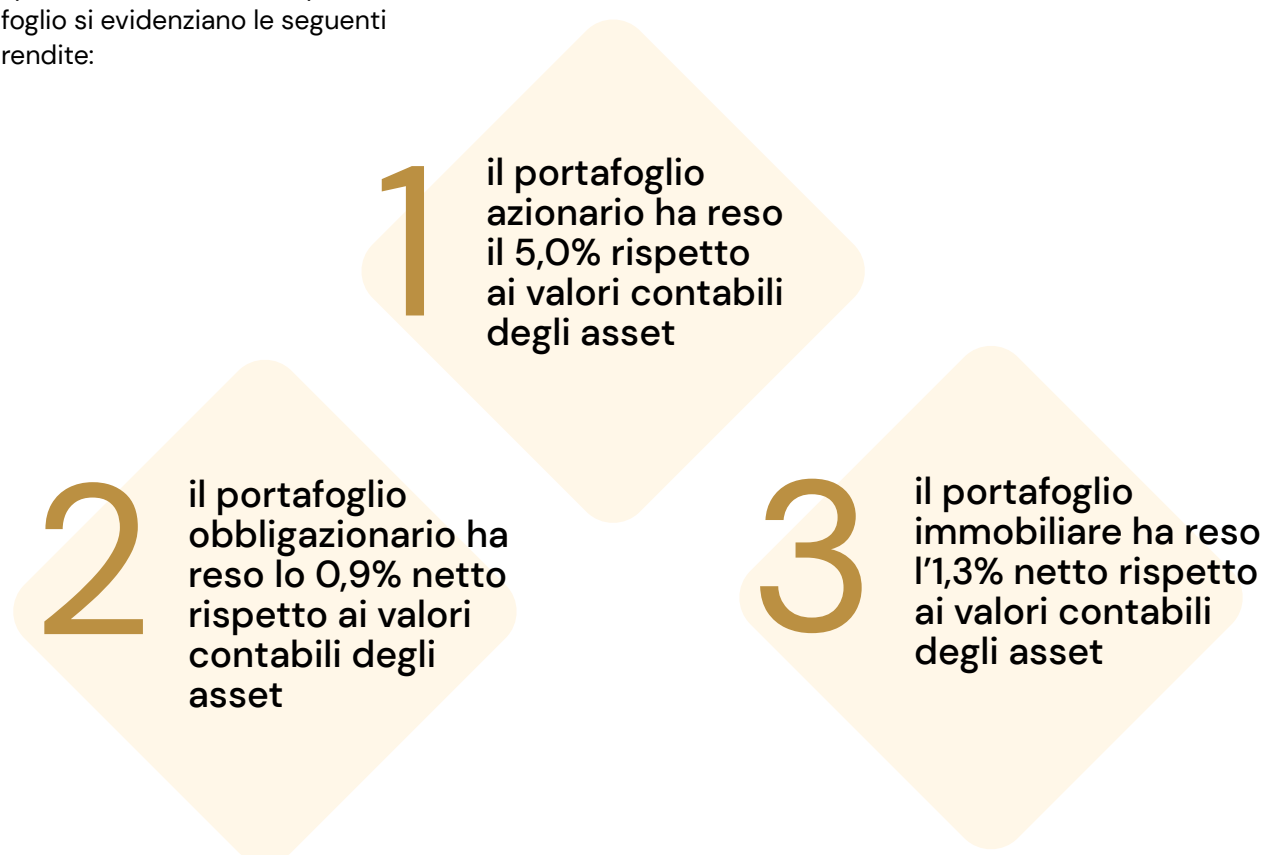 foglio si evidenziano le seguenti
rendite:
1
il portafoglio
azionario ha reso
il 5,0% rispetto
ai valori contabili
degli asset
2
il portafoglio
obbligazionario ha
reso lo 0,9% netto
rispetto ai valori
contabili degli
asset
3
il portafoglio
immobiliare ha reso
l’1,3% netto rispetto
ai valori contabili
degli asset